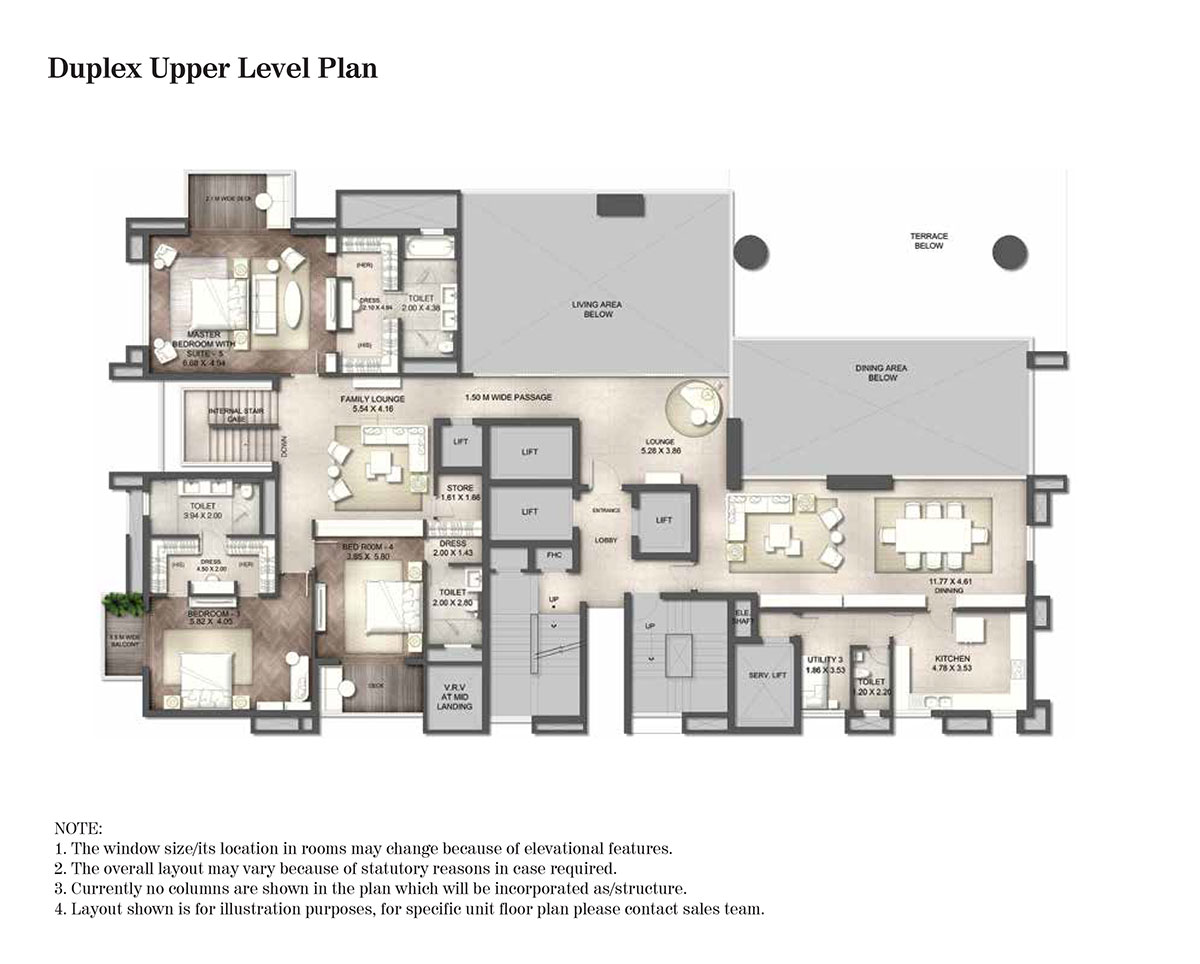 Duplex Upper Level Plan
2.1 M WIDE DECK
TERRACE
BELOW
(HER)
DRESS
2.10 X 4.94
(HIS)
TOILET
2.00 X 4.38
LIVING AREA
BELOW
MASTER
BEDROOM WITH
SUITE - 5
6.68 X 4.94
DINING AREA
BELOW
INTERNAL STAIR
CASE
DOWN
FAMILY LOUNGE
5.54 X 4.16
1.50 M WIDE PASSAGE
LIFT
LIFT
LOUNGE
5.28 X 3.86
STORE
1.61 X 1.86
LIFT
ENTRANCE
LOBBY
LIFT
TOILET
3.94 X 2.00
(HIS)
DRESS
4.50 X 2.00
(HER)
BED ROOM - 4
3.85 X 5.80
DRESS
2.00 X 1.43
FHC
TOILET
2.00 X 2.80
UP
UP
ELE.
SHAFT
11.77 X 4.61
DINNING
BEDROOM - 3
5.82 X 4.05
WIDE
BALCONY
DECK
V.R.V
AT MID
LANDING
SERV. LIFT
UTILITY 3
1.86 X 3.53
TOILET
1.20 X 2.20
KITCHEN
4.78 X 3.53
NOTE:
1. The window size/its location in rooms may change because of elevational features.
2. The overall layout may vary because of statutory reasons in case required.
3. Currently no columns are shown in the plan which will be incorporated as/structure.
4. Layout shown is for illustration purposes, for specific unit floor plan please contact sales team.